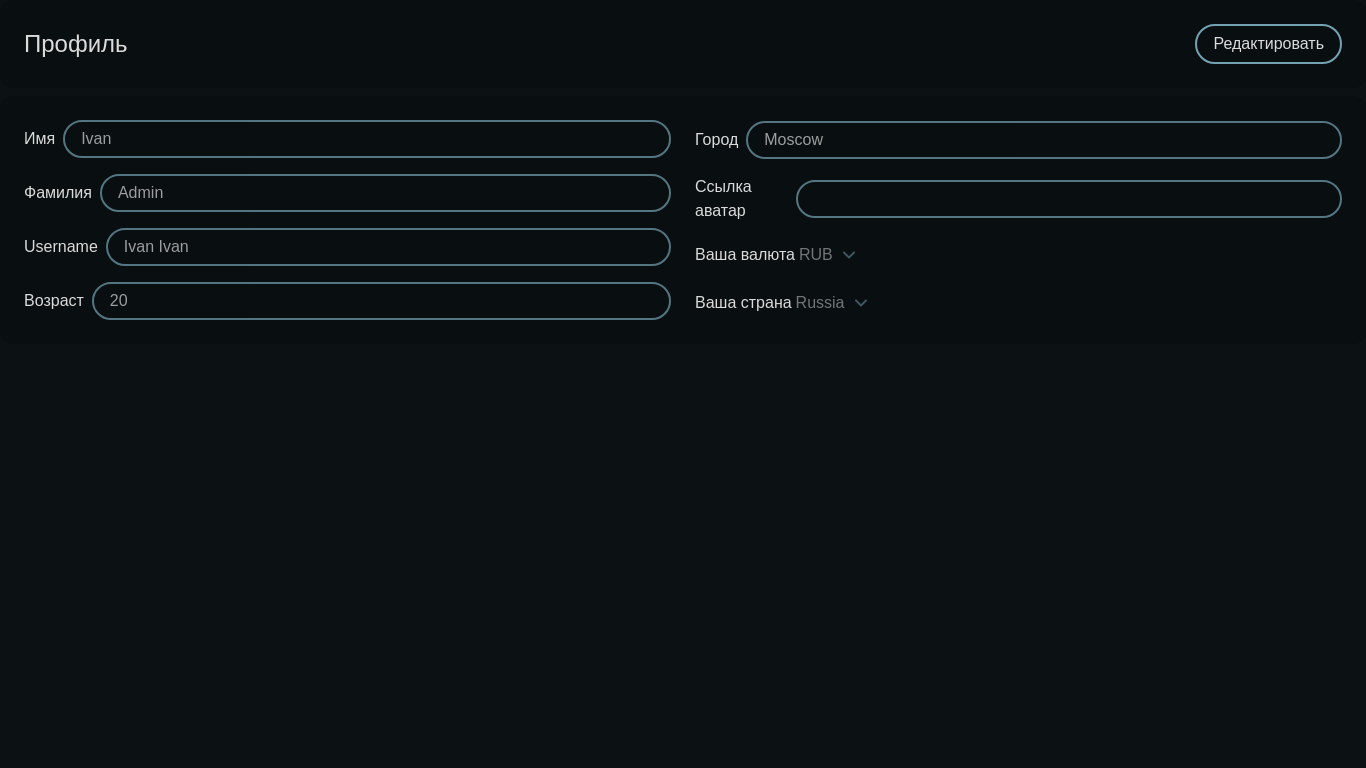 Профиль
Редактировать
Имя Ivan
Фамилия Admin
Username Ivan Ivan
Возраст 20
Город Moscow
Ссылка
аватар
Ваша валюта RUB
Ваша страна Russia